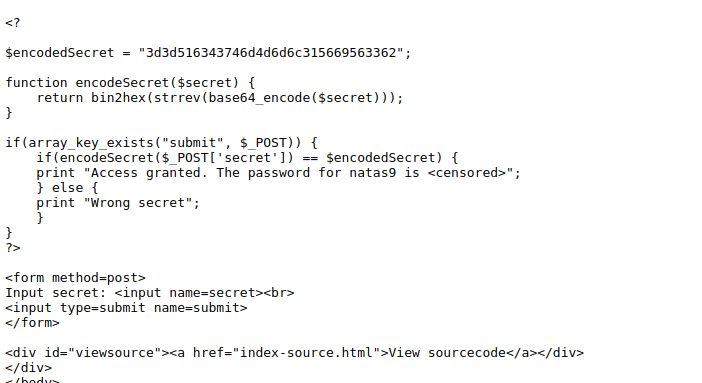 <?
$encodedSecret = "3d3d516343746d4d6d6c315669563362";
function encodeSecret($secret) {
    return bin2hex(strrev(base64_encode($secret)));
}
if(array_key_exists("submit", $_POST)) {
    if(encodeSecret($_POST['secret']) == $encodedSecret) {
    print "Access granted. The password for natas9 is <censored>";
    } else {
    print "Wrong secret";
    }
}
?>
<form method=post>
Input secret: <input name=secret><br>
<input type=submit name=submit>
</form>
<div id="viewsource"><a href="index-source.html">View sourcecode</a></div>
</div>
</body>